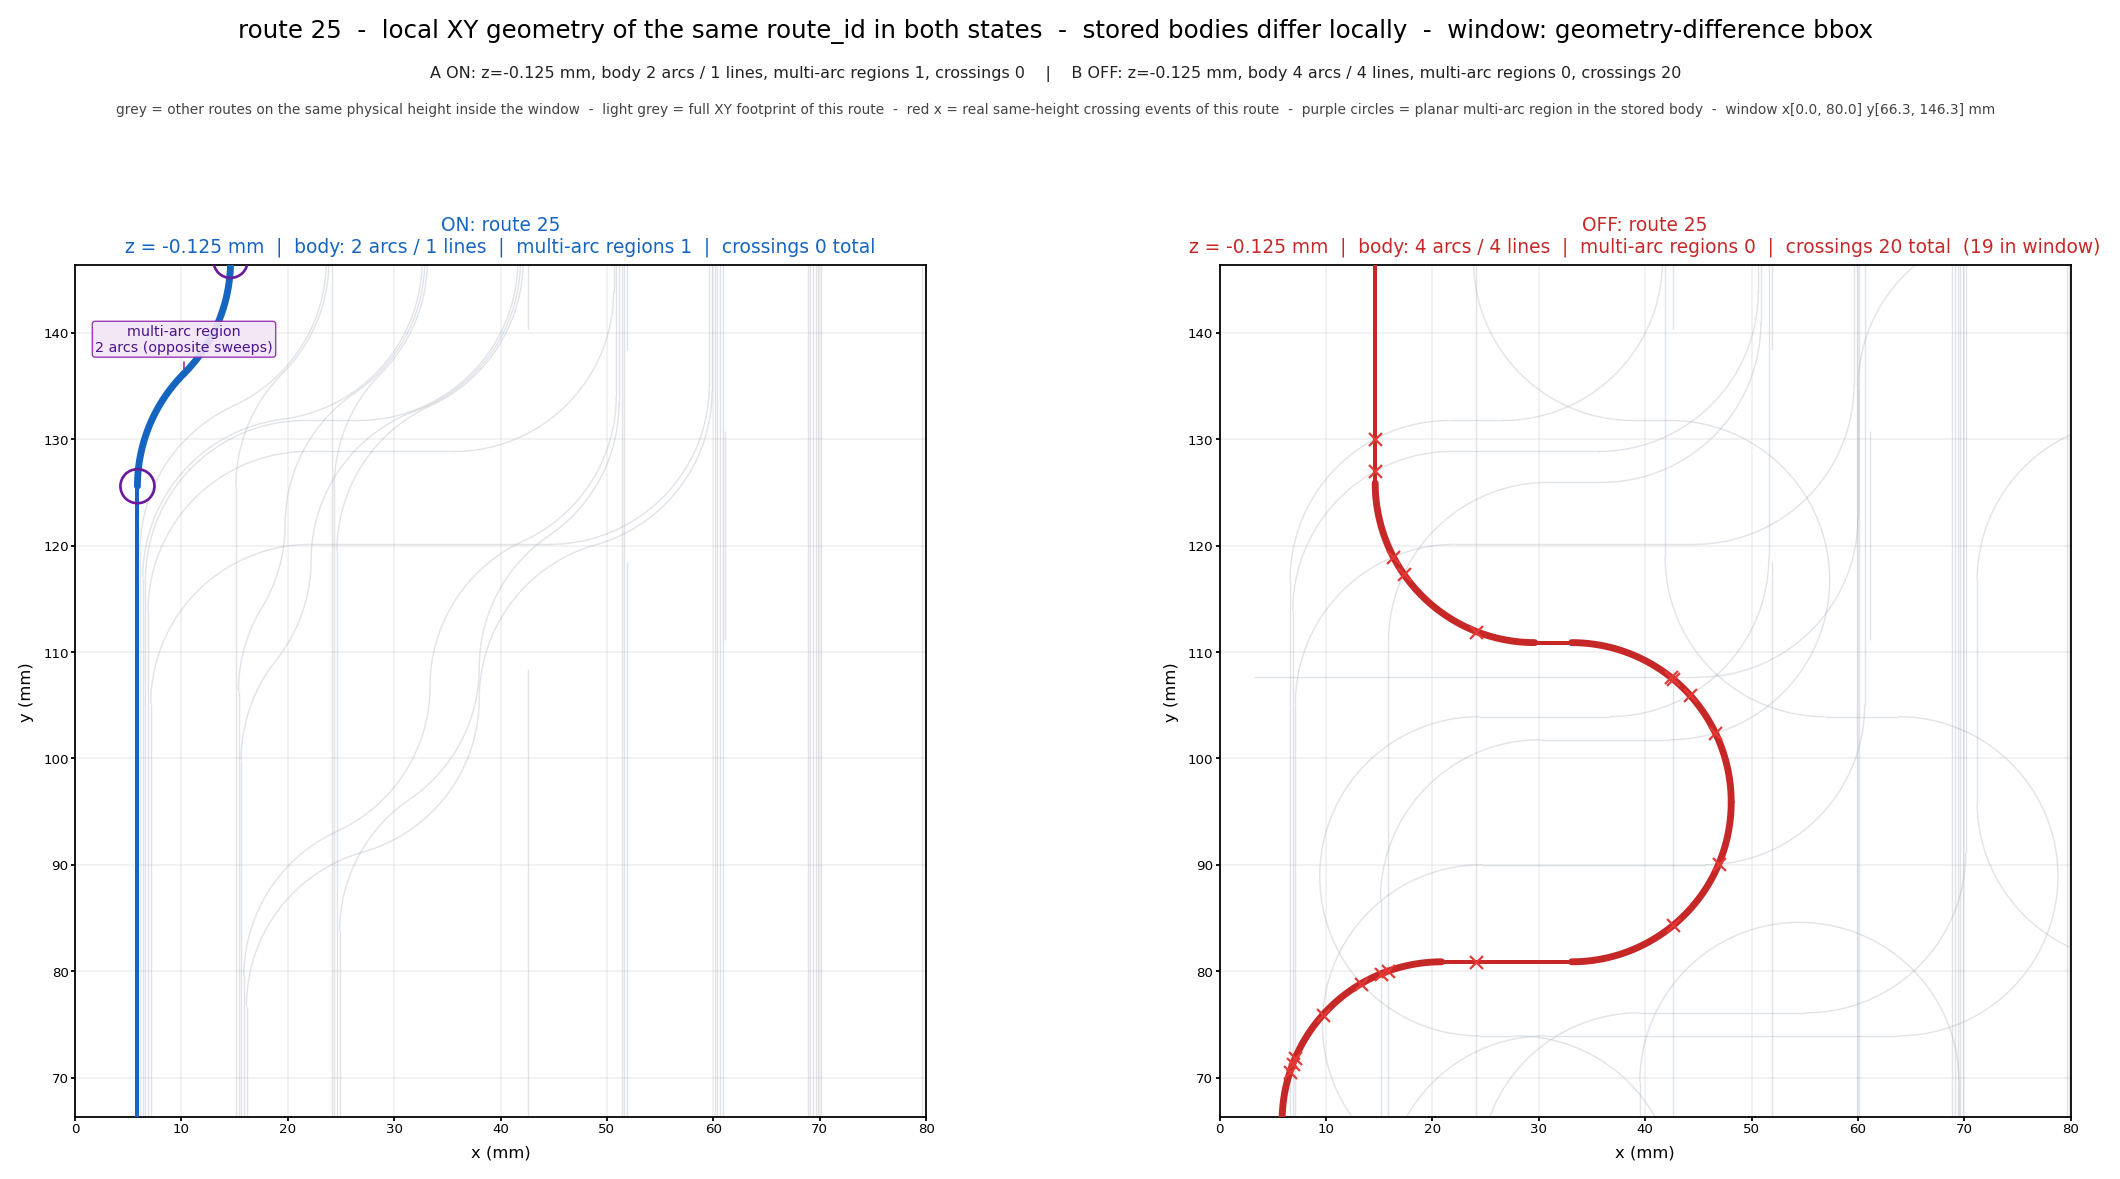 route 25  -  local XY geometry of the same route_id in both states  -  stored bodies differ locally  -  window: geometry-difference bbox
A ON: z=-0.125 mm, body 2 arcs / 1 lines, multi-arc regions 1, crossings 0    |    B OFF: z=-0.125 mm, body 4 arcs / 4 lines, multi-arc regions 0, crossings 20
grey = other routes on the same physical height inside the window  -  light grey = full XY footprint of this route  -  red x = real same-height crossing events of this route  -  purple circles = planar multi-arc region in the stored body  -  window x[0.0, 80.0] y[66.3, 146.3] mm
ON: route 25
z = -0.125 mm  |  body: 2 arcs / 1 lines  |  multi-arc regions 1  |  crossings 0 total
140
130
120
110
100
90
80
70
y (mm)
multi-arc region
2 arcs (opposite sweeps)
0 10 20 30 40 50 60 70 80
x (mm)
OFF: route 25
z = -0.125 mm  |  body: 4 arcs / 4 lines  |  multi-arc regions 0  |  crossings 20 total  (19 in window)
140
130
120
110
100
90
80
70
y (mm)
0 10 20 30 40 50 60 70 80
x (mm)